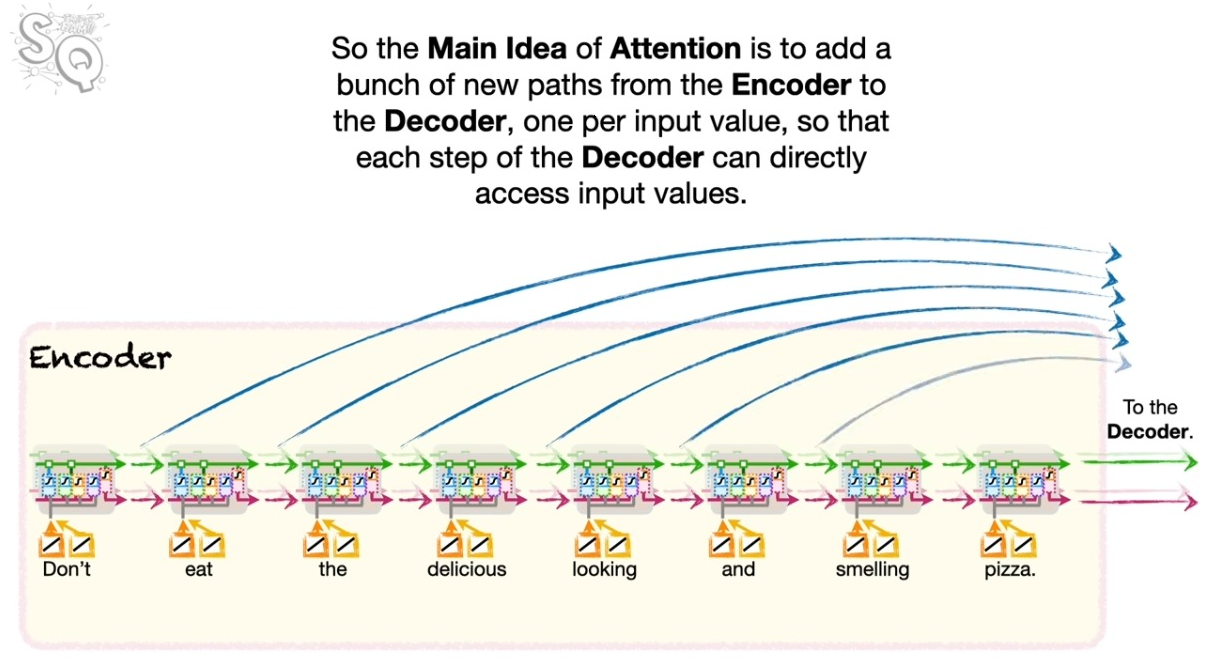 SQ
So the Main Idea of Attention is to add a
bunch of new paths from the Encoder to
the Decoder, one per input value, so that
each step of the Decoder can directly
access input values.
Encoder
To the
Decoder.
Don't eat the delicious looking and smelling pizza.